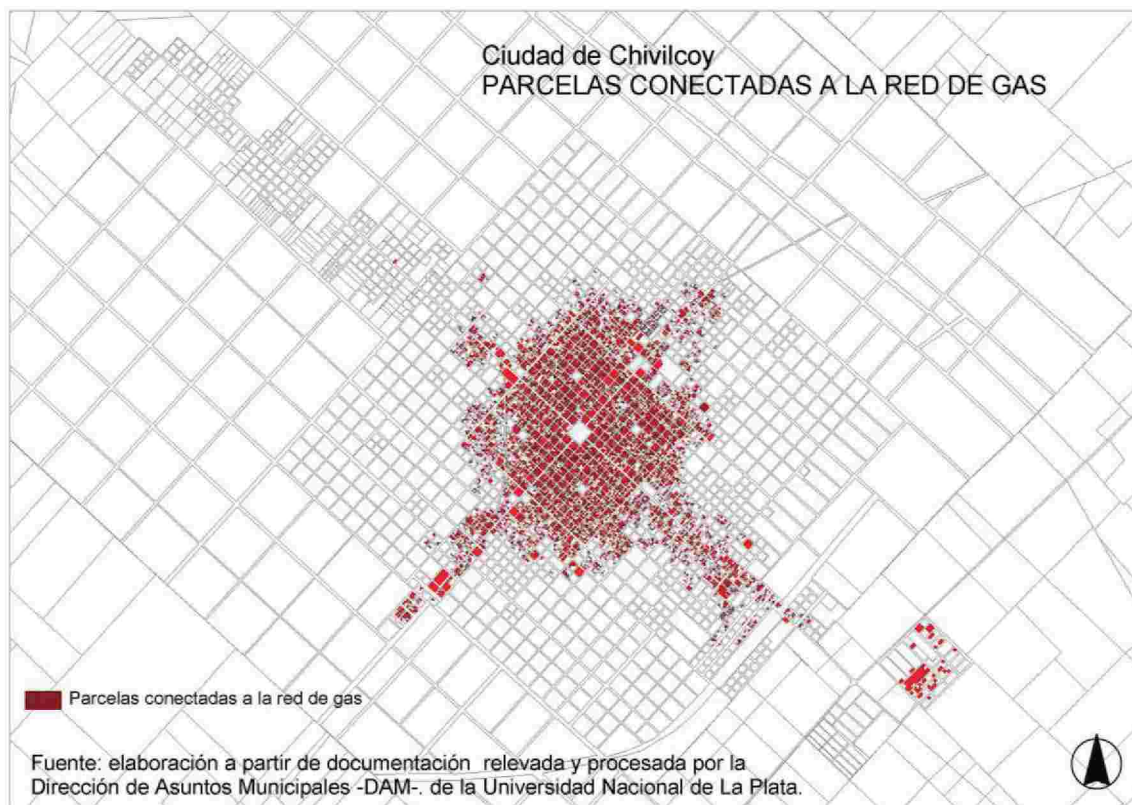 Ciudad de Chivilcoy
PARCELAS CONECTADAS A LA RED DE GAS
Parcelas conectadas a la red de gas
Fuente: elaboración a partir de documentación relevada y procesada por la
Dirección de Asuntos Municipales -DAM-. de la Universidad Nacional de La Plata.